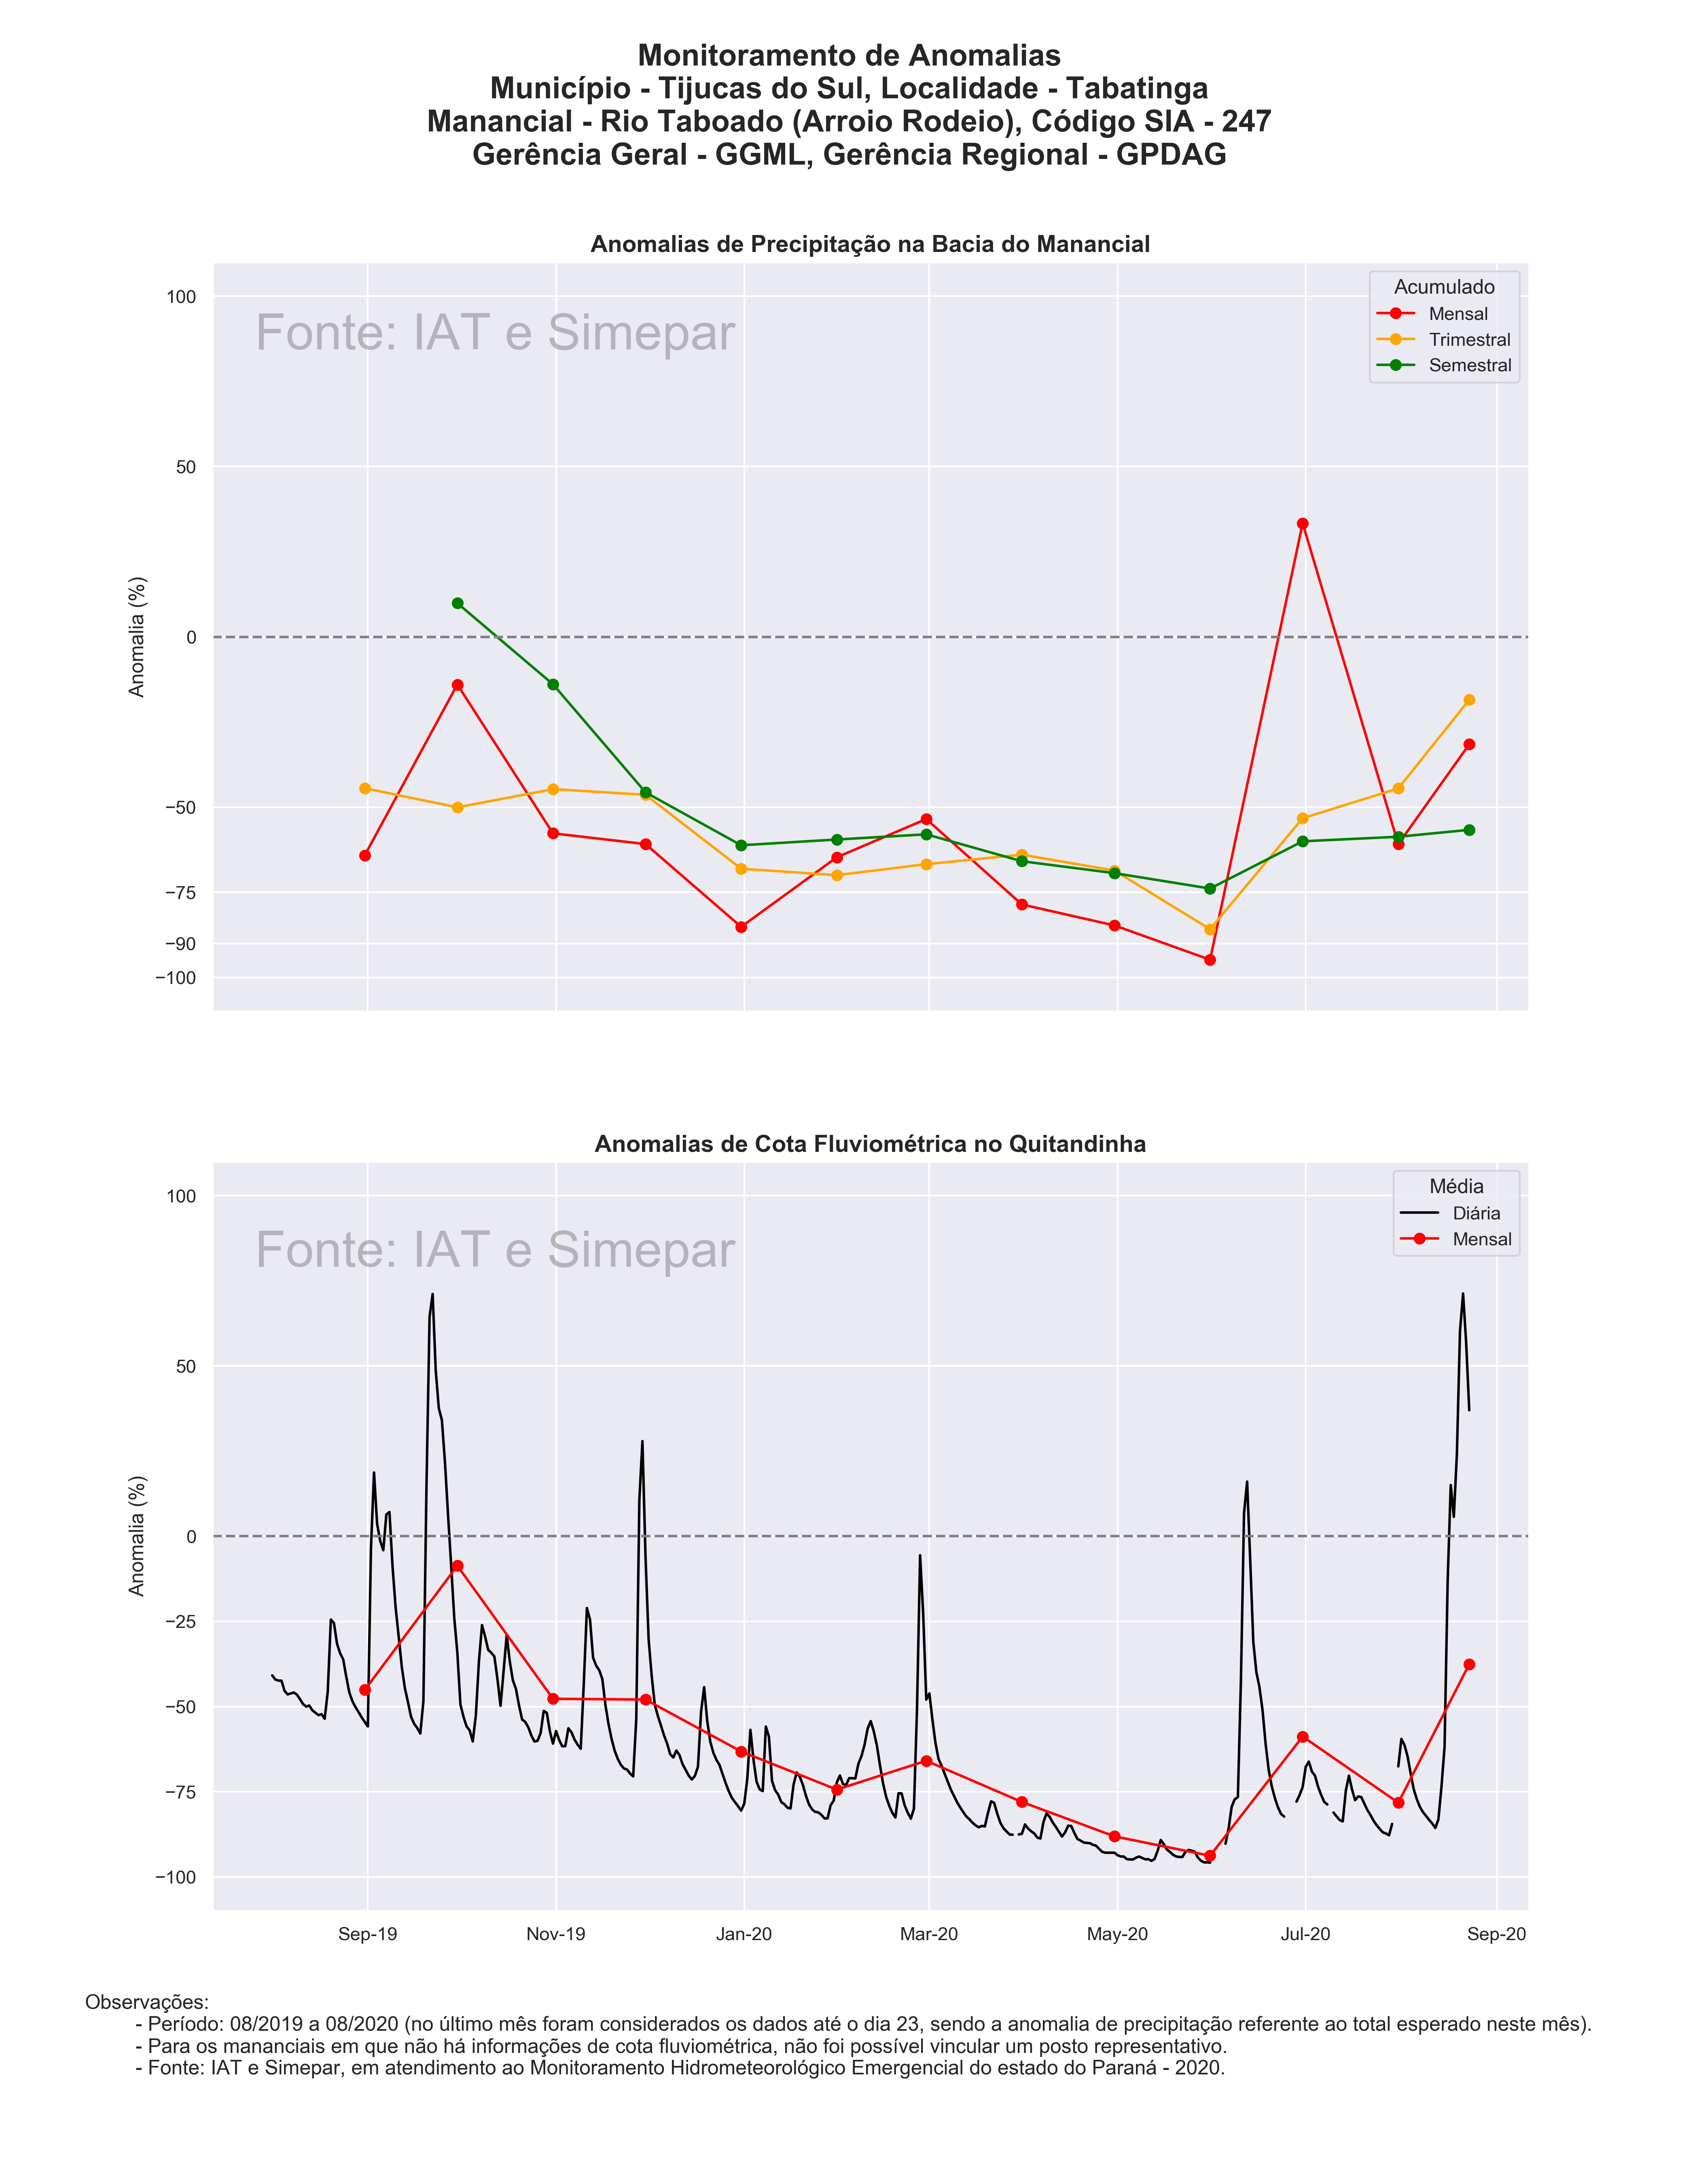 Monitoramento de Anomalias
Município - Tijucas do Sul, Localidade - Tabatinga
Manancial - Rio Taboado (Arroio Rodeio), Código SIA - 247
Gerência Geral - GGML, Gerência Regional - GPDAG
Anomalias de Precipitação na Bacia do Manancial
Fonte: IAT e Simepar
Acumulado
Mensal
Trimestral
Semestral
Anomalia (%)
100
50
0
−50
−75
−90
−100
Anomalias de Cota Fluviométrica no Quitandinha
Fonte: IAT e Simepar
Média
Diária
Mensal
Anomalia (%)
100
50
0
−25
−50
−75
−100
Sep-19 Nov-19 Jan-20 Mar-20 May-20 Jul-20 Sep-20
Observações:
- Período: 08/2019 a 08/2020 (no último mês foram considerados os dados até o dia 23, sendo a anomalia de precipitação referente ao total esperado neste mês).
- Para os mananciais em que não há informações de cota fluviométrica, não foi possível vincular um posto representativo.
- Fonte: IAT e Simepar, em atendimento ao Monitoramento Hidrometeorológico Emergencial do estado do Paraná - 2020.